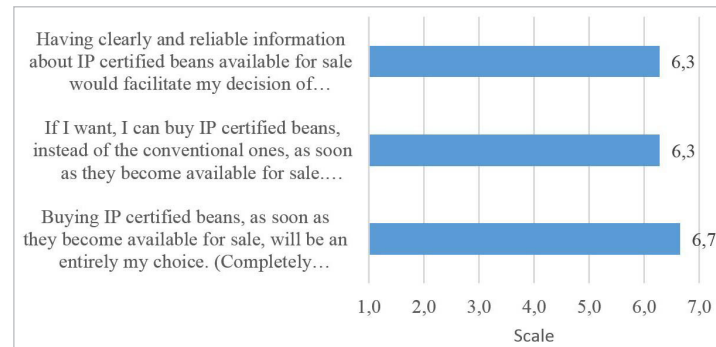 Having clearly and reliable information
about IP certified beans available for sale
would facilitate my decision of…
6,3
If I want, I can buy IP certified beans,
instead of the conventional ones, as soon
as they become available for sale.…
6,3
Buying IP certified beans, as soon as
they become available for sale, will be an
entirely my choice. (Completely…
6,7
1,0 2,0 3,0 4,0 5,0 6,0 7,0
Scale